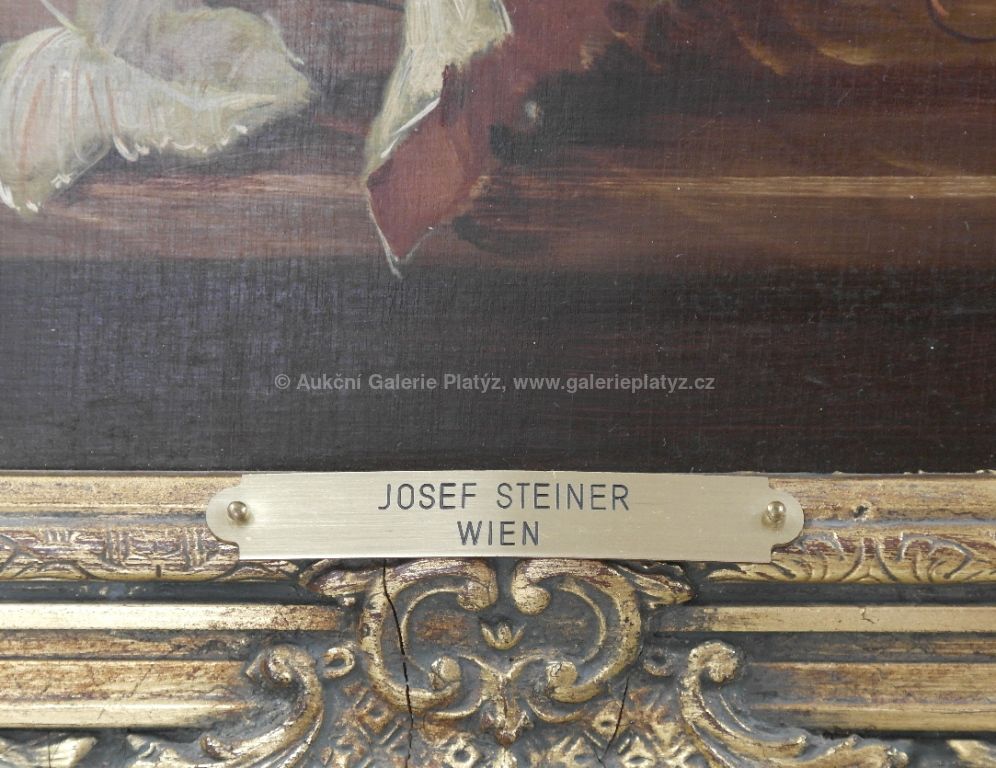 © Aukční Galerie Platýz, www.galerieplatyz.cz
JOSEF STEINER
WIEN